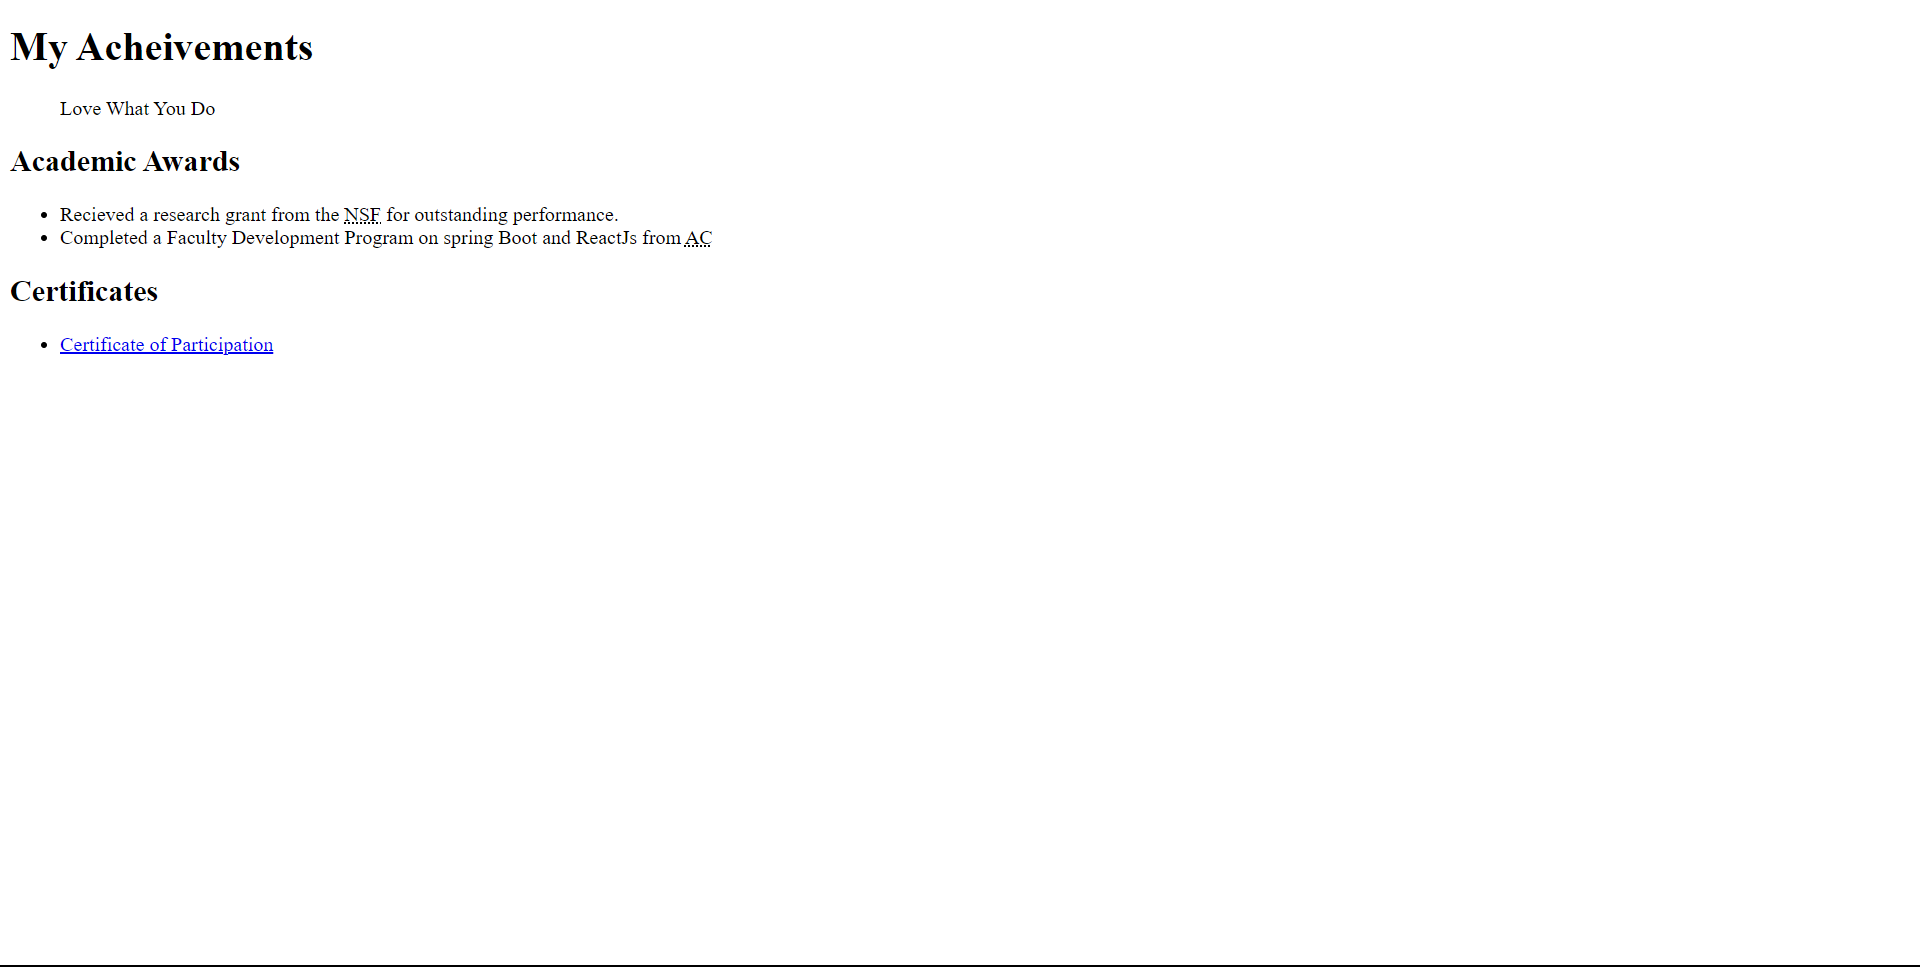 My Acheivements
Love What You Do
Academic Awards
Recieved a research grant from the NSF for outstanding performance.
Completed a Faculty Development Program on spring Boot and ReactJs from AC
Certificates
Certificate of Participation